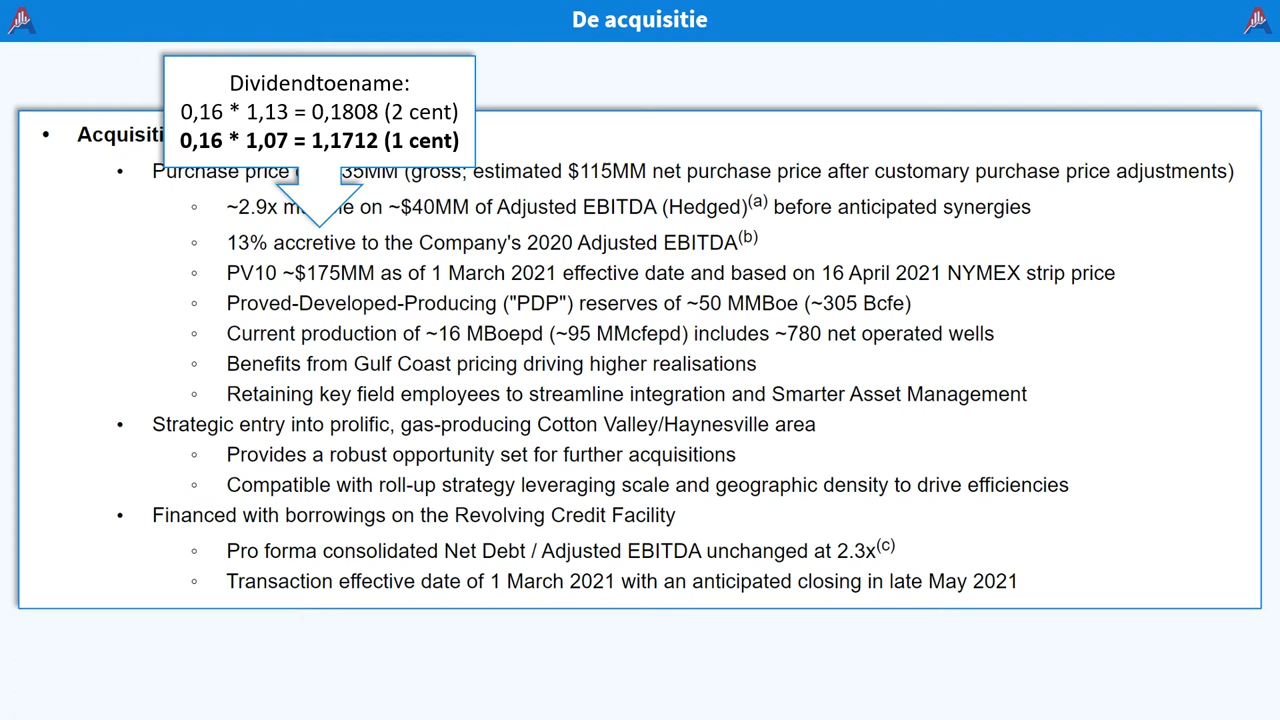 De acquisitie
Dividendtoename:
0,16 * 1,13 = 0,1808 (2 cent)
0,16 * 1,07 = 1,1712 (1 cent)
• Acquisiti
• Purchase price 35MM (gross; estimated $115MM net purchase price after customary purchase price adjustments)
◦ ~2.9x on ~$40MM of Adjusted EBITDA (Hedged)(a) before anticipated synergies
◦ 13% accretive to the Company's 2020 Adjusted EBITDA(b)
◦ PV10 ~$175MM as of 1 March 2021 effective date and based on 16 April 2021 NYMEX strip price
◦ Proved-Developed-Producing ("PDP") reserves of ~50 MMBoe (~305 Bcfe)
◦ Current production of ~16 MBoepd (~95 MMcfepd) includes ~780 net operated wells
◦ Benefits from Gulf Coast pricing driving higher realisations
◦ Retaining key field employees to streamline integration and Smarter Asset Management
• Strategic entry into prolific, gas-producing Cotton Valley/Haynesville area
◦ Provides a robust opportunity set for further acquisitions
◦ Compatible with roll-up strategy leveraging scale and geographic density to drive efficiencies
• Financed with borrowings on the Revolving Credit Facility
◦ Pro forma consolidated Net Debt / Adjusted EBITDA unchanged at 2.3x(c)
◦ Transaction effective date of 1 March 2021 with an anticipated closing in late May 2021